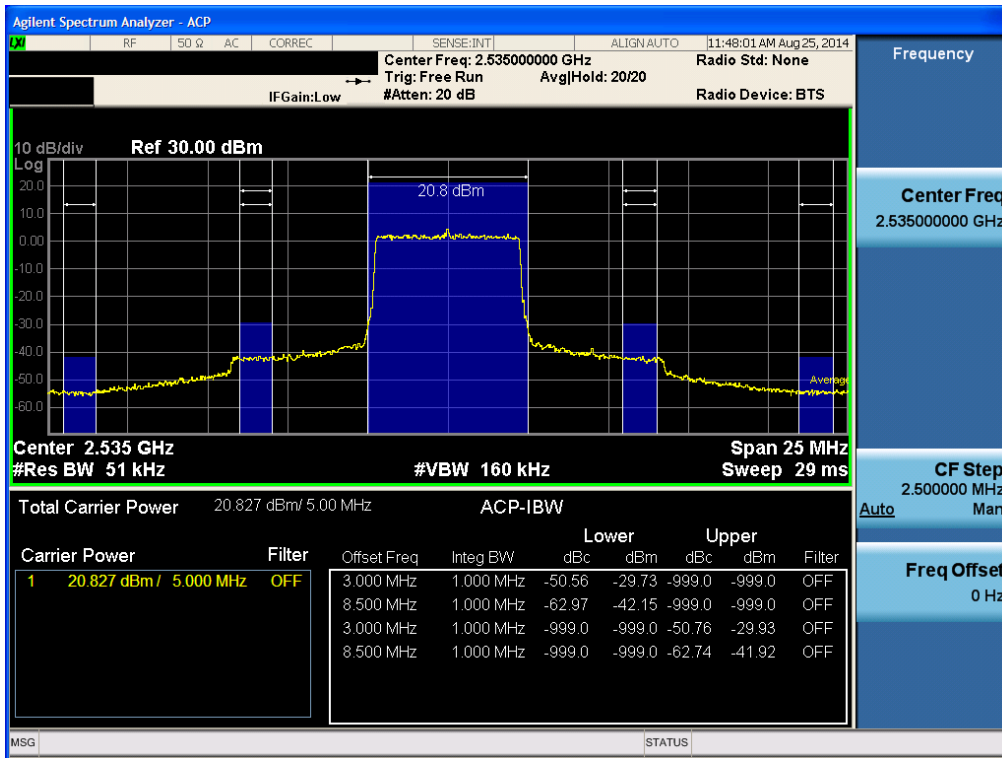 Agilent Spectrum Analyzer - ACP
LXI RF 50 Ω AC CORREC SENSE:INT ALIGN AUTO 11:48:01 AM Aug 25, 2014
Center Freq: 2.535000000 GHz Radio Std: None
Trig: Free Run Avg|Hold: 20/20
IFGain:Low #Atten: 20 dB Radio Device: BTS
10 dB/div Ref 30.00 dBm
Log
20.0
10.0
0.00
-10.0
-20.0
-30.0
-40.0
-50.0
-60.0
20.8 dBm
Average
Center 2.535 GHz Span 25 MHz
#Res BW 51 kHz #VBW 160 kHz Sweep 29 ms
Total Carrier Power 20.827 dBm/ 5.00 MHz ACP-IBW
Lower Upper
Carrier Power Filter Offset Freq Integ BW dBc dBm dBc dBm Filter
1 20.827 dBm / 5.000 MHz OFF 3.000 MHz 1.000 MHz -50.56 -29.73 -999.0 -999.0 OFF
8.500 MHz 1.000 MHz -62.97 -42.15 -999.0 -999.0 OFF
3.000 MHz 1.000 MHz -999.0 -999.0 -50.76 -29.93 OFF
8.500 MHz 1.000 MHz -999.0 -999.0 -62.74 -41.92 OFF
MSG STATUS
Frequency
Center Freq
2.535000000 GHz
CF Step
2.500000 MHz
Auto Man
Freq Offset
0 Hz